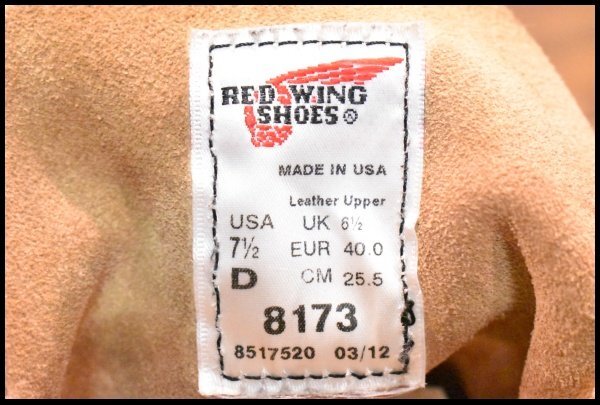 RED WING
SHOES®
MADE IN USA
Leather Upper
USA UK 6½
7½ EUR 40.0
D CM 25.5
8173
8517520 03/12